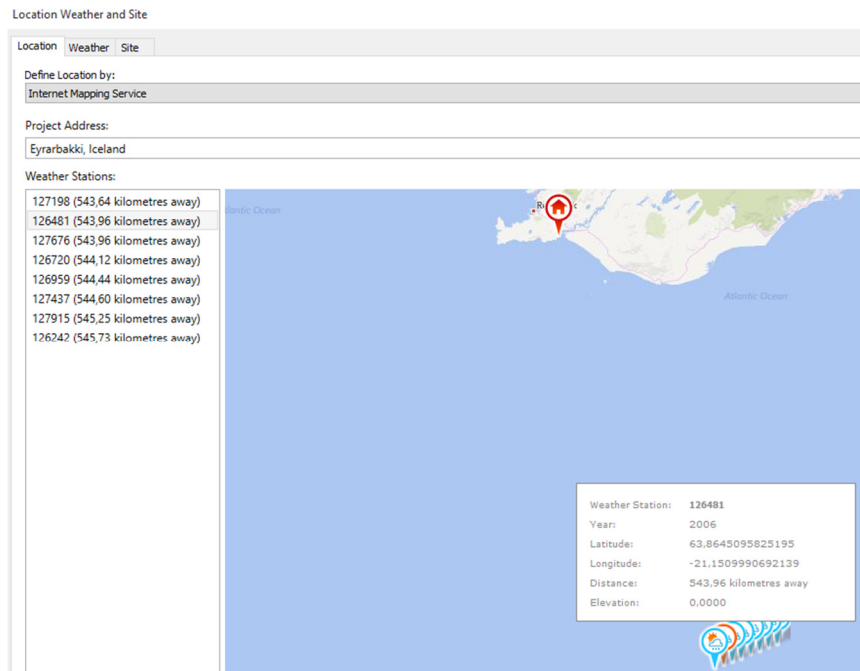 Location Weather and Site
Location Weather Site
Define Location by:
Internet Mapping Service
Project Address:
Eyrarbakki, Iceland
Weather Stations:
127198 (543,64 kilometres away)
126481 (543,96 kilometres away)
127676 (543,96 kilometres away)
126720 (544,12 kilometres away)
126959 (544,44 kilometres away)
127437 (544,60 kilometres away)
127915 (545,25 kilometres away)
126242 (545,73 kilometres away)
Atlantic Ocean
Weather Station: 126481
Year: 2006
Latitude: 63,8645095825195
Longitude: -21,1509990692139
Distance: 543,96 kilometres away
Elevation: 0,0000